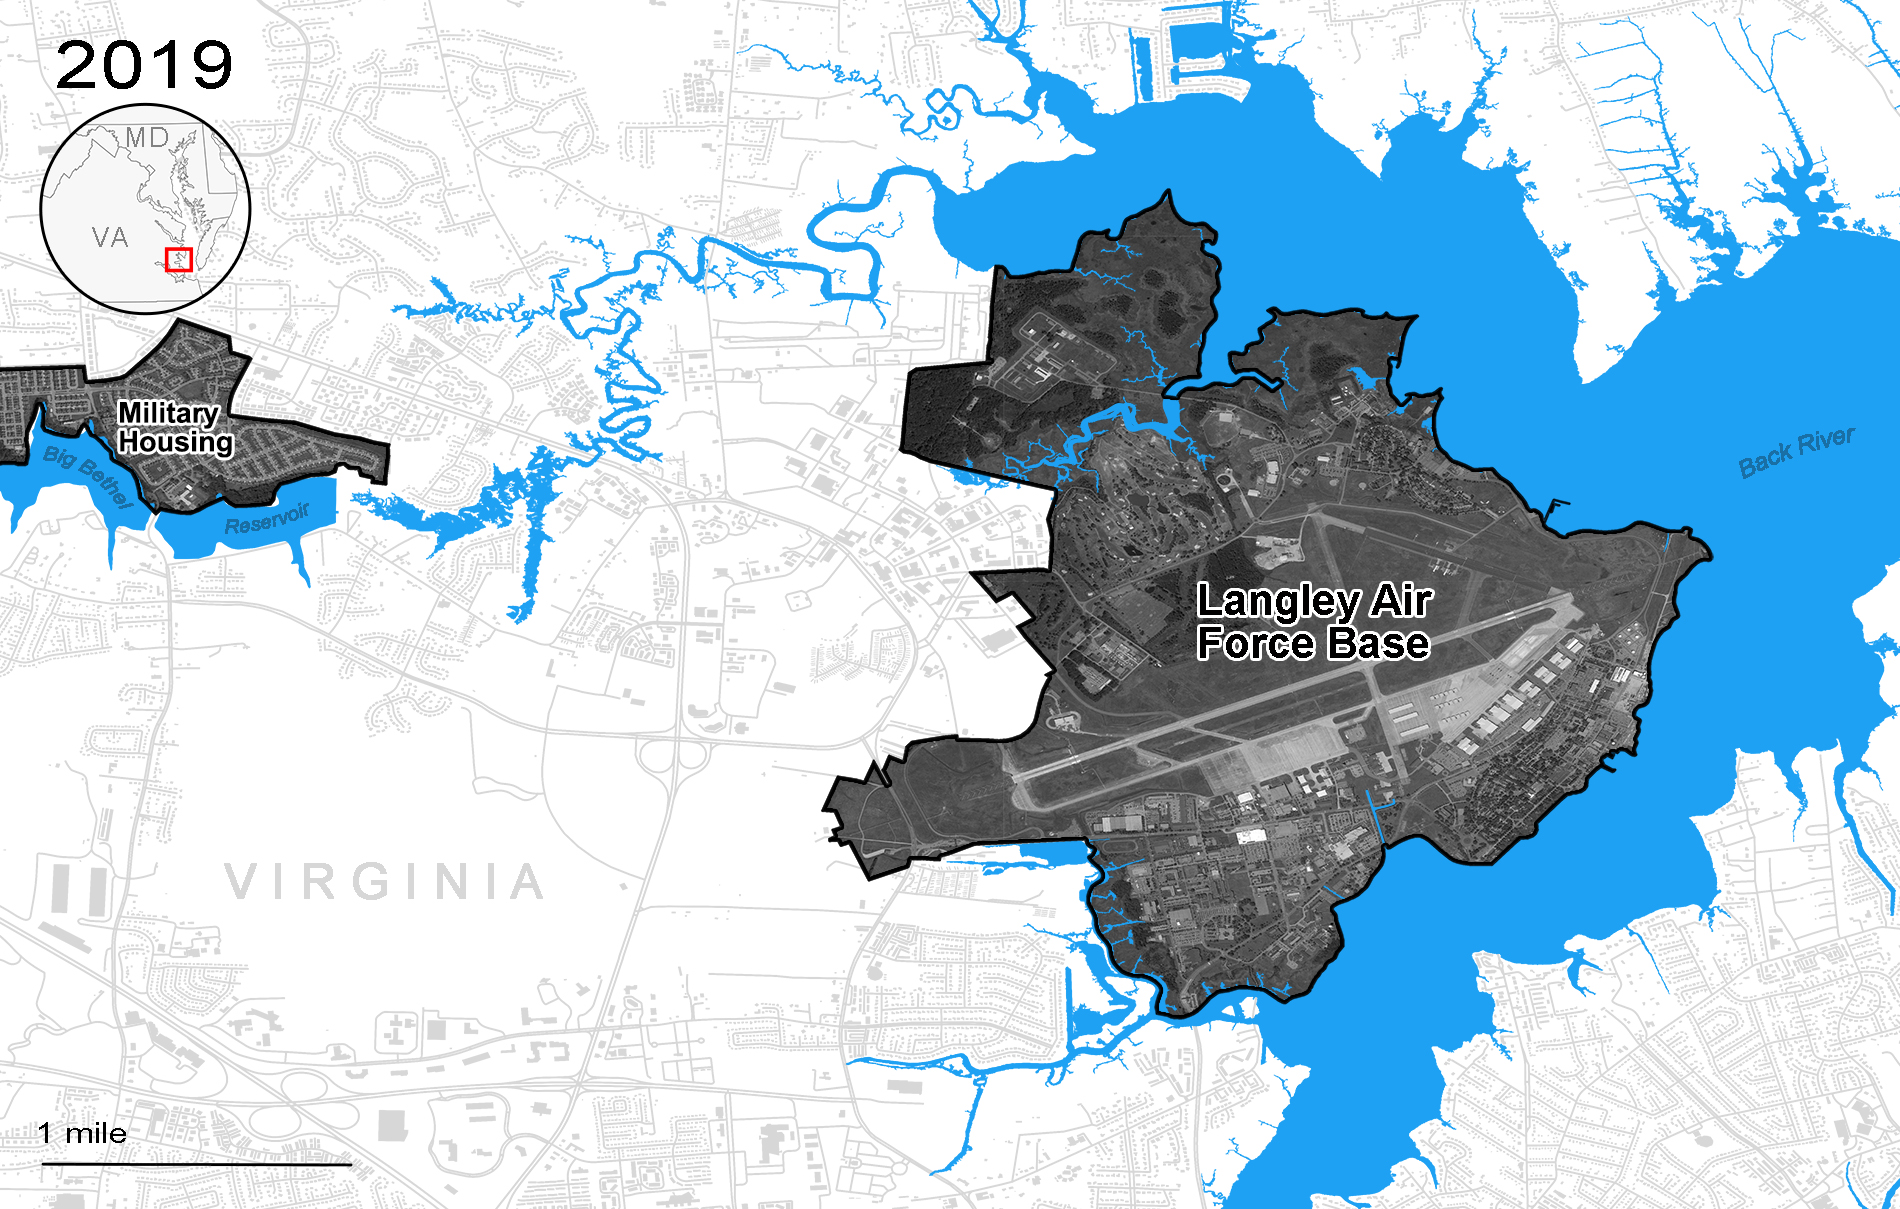 2019
MD
VA
Military
Housing
Big Bethel
Reservoir
Back River
Langley Air
Force Base
VIRGINIA
1 mile